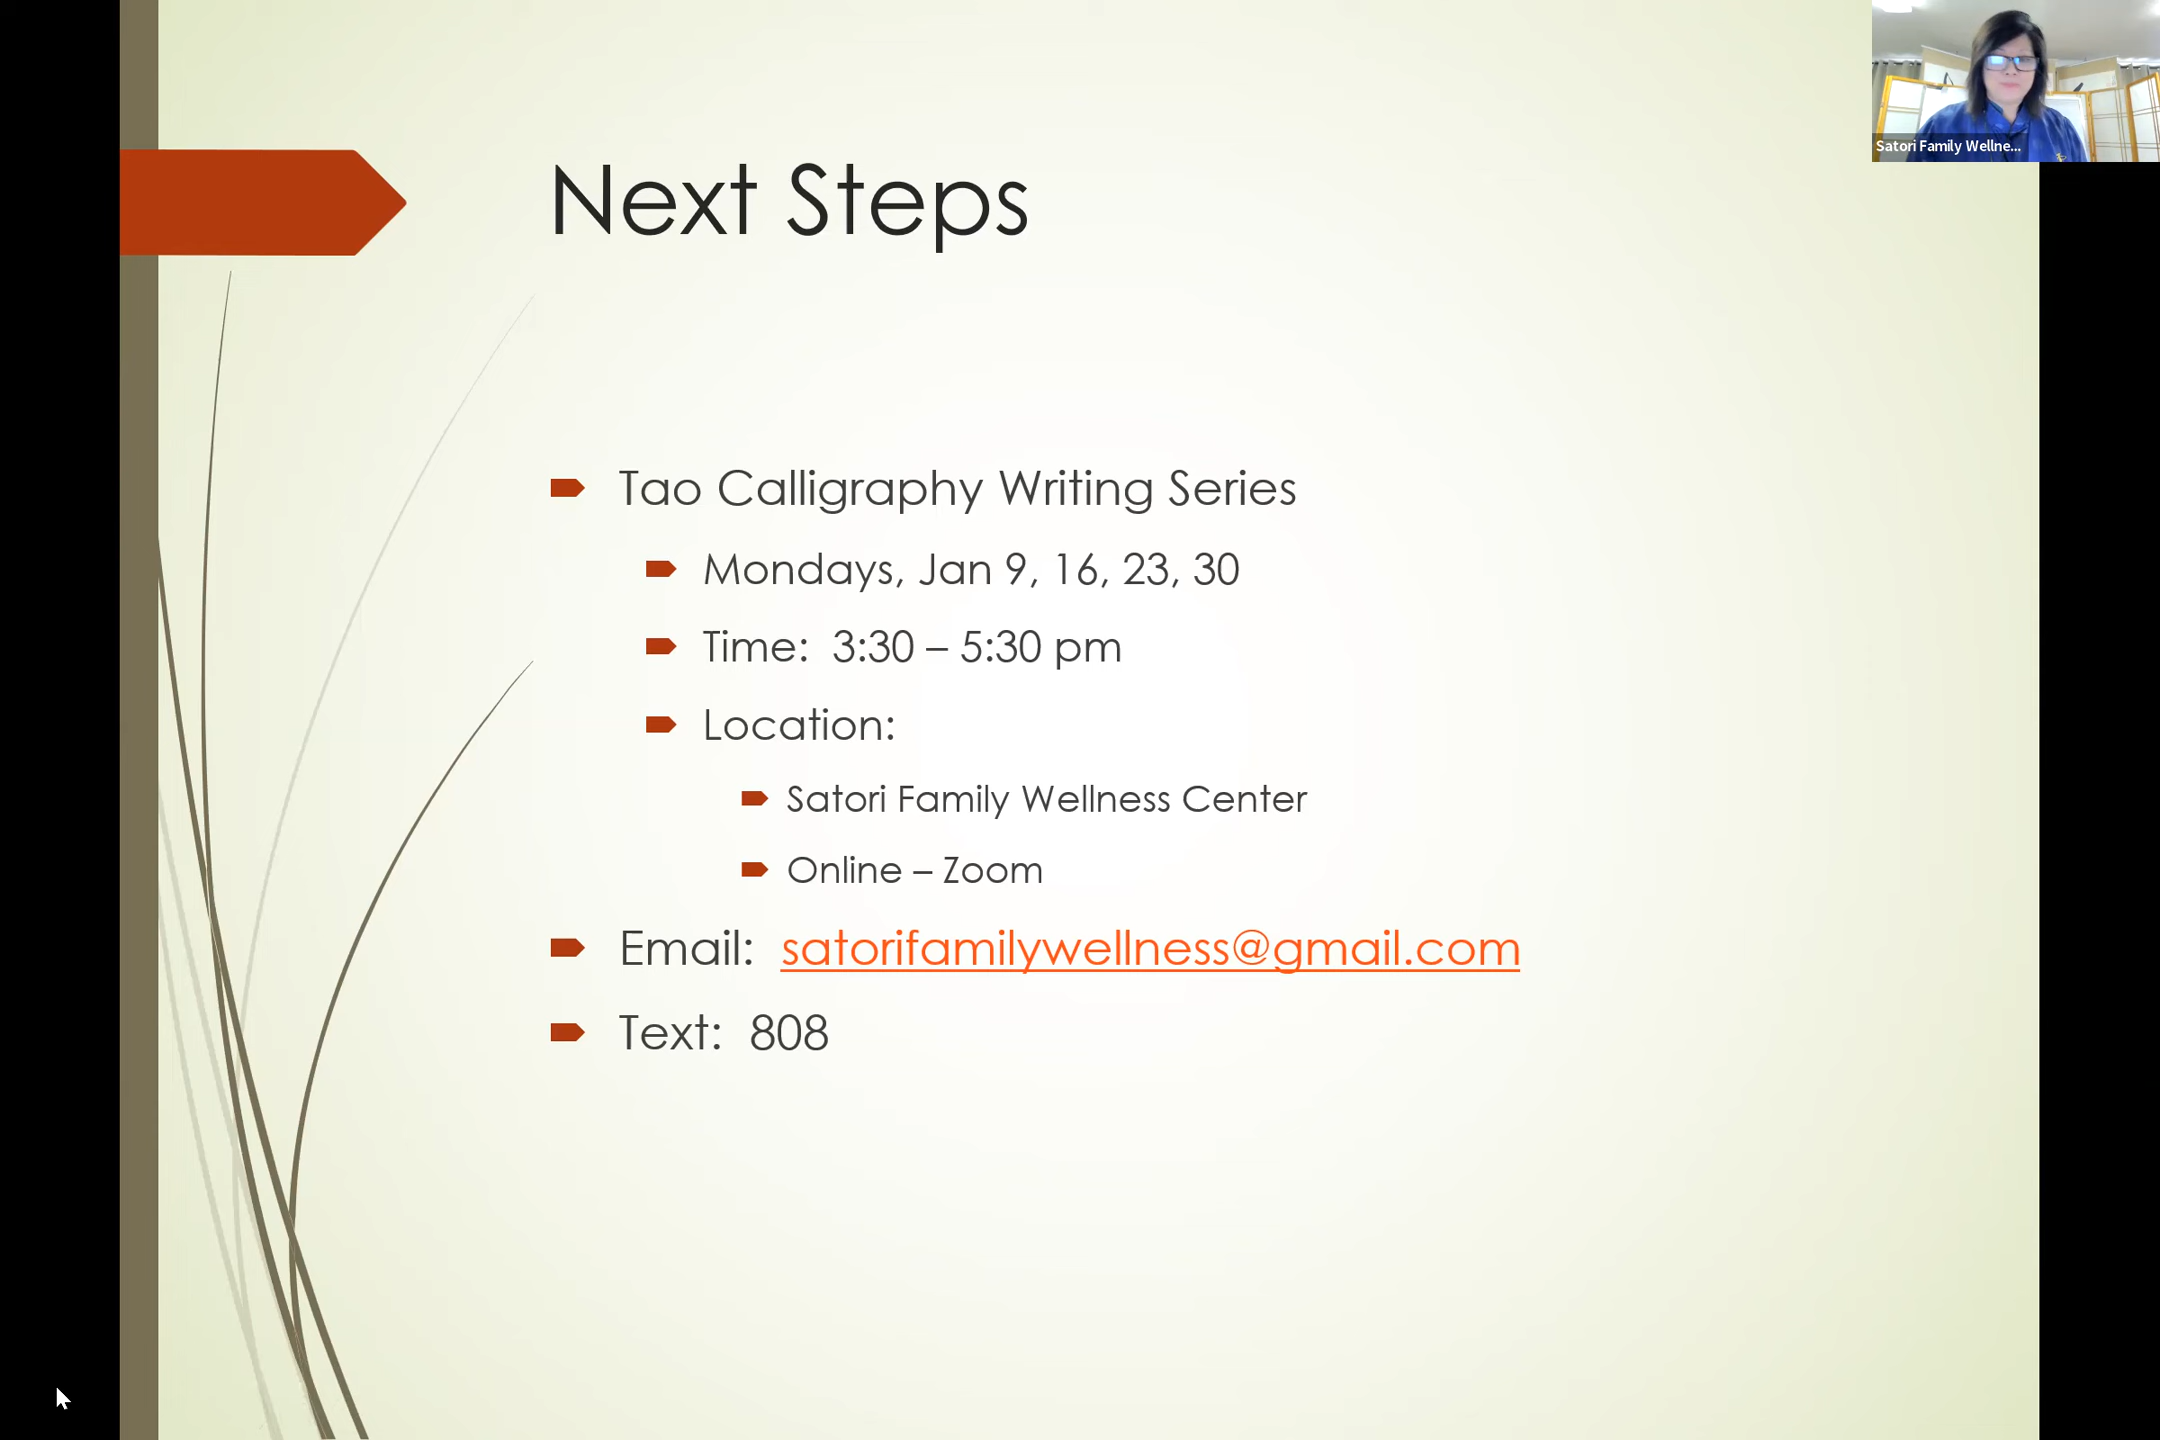 Satori Family Wellne...
Next Steps
Tao Calligraphy Writing Series
Mondays, Jan 9, 16, 23, 30
Time: 3:30 – 5:30 pm
Location:
Satori Family Wellness Center
Online – Zoom
Email: satorifamilywellness@gmail.com
Text: 808